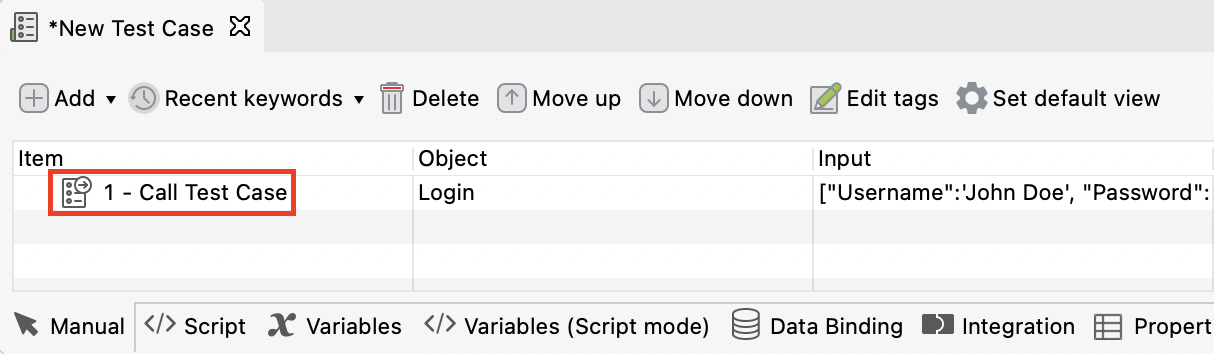 *New Test Case
Add Recent keywords Delete Move up Move down Edit tags Set default view
Item Object Input
1 - Call Test Case Login ["Username":'John Doe', "Password":
Manual Script Variables Variables (Script mode) Data Binding Integration Propert